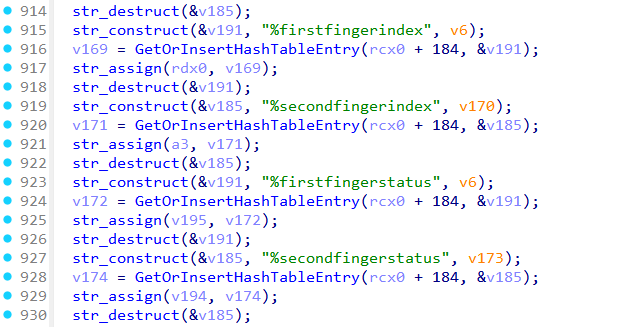 914 str_destruct(&v185);
915 str_construct(&v191, "%firstfingerindex", v6);
916 v169 = GetOrInsertHashTableEntry(rcx0 + 184, &v191);
917 str_assign(rdx0, v169);
918 str_destruct(&v191);
919 str_construct(&v185, "%secondfingerindex", v170);
920 v171 = GetOrInsertHashTableEntry(rcx0 + 184, &v185);
921 str_assign(a3, v171);
922 str_destruct(&v185);
923 str_construct(&v191, "%firstfingerstatus", v6);
924 v172 = GetOrInsertHashTableEntry(rcx0 + 184, &v191);
925 str_assign(v195, v172);
926 str_destruct(&v191);
927 str_construct(&v185, "%secondfingerstatus", v173);
928 v174 = GetOrInsertHashTableEntry(rcx0 + 184, &v185);
929 str_assign(v194, v174);
930 str_destruct(&v185);